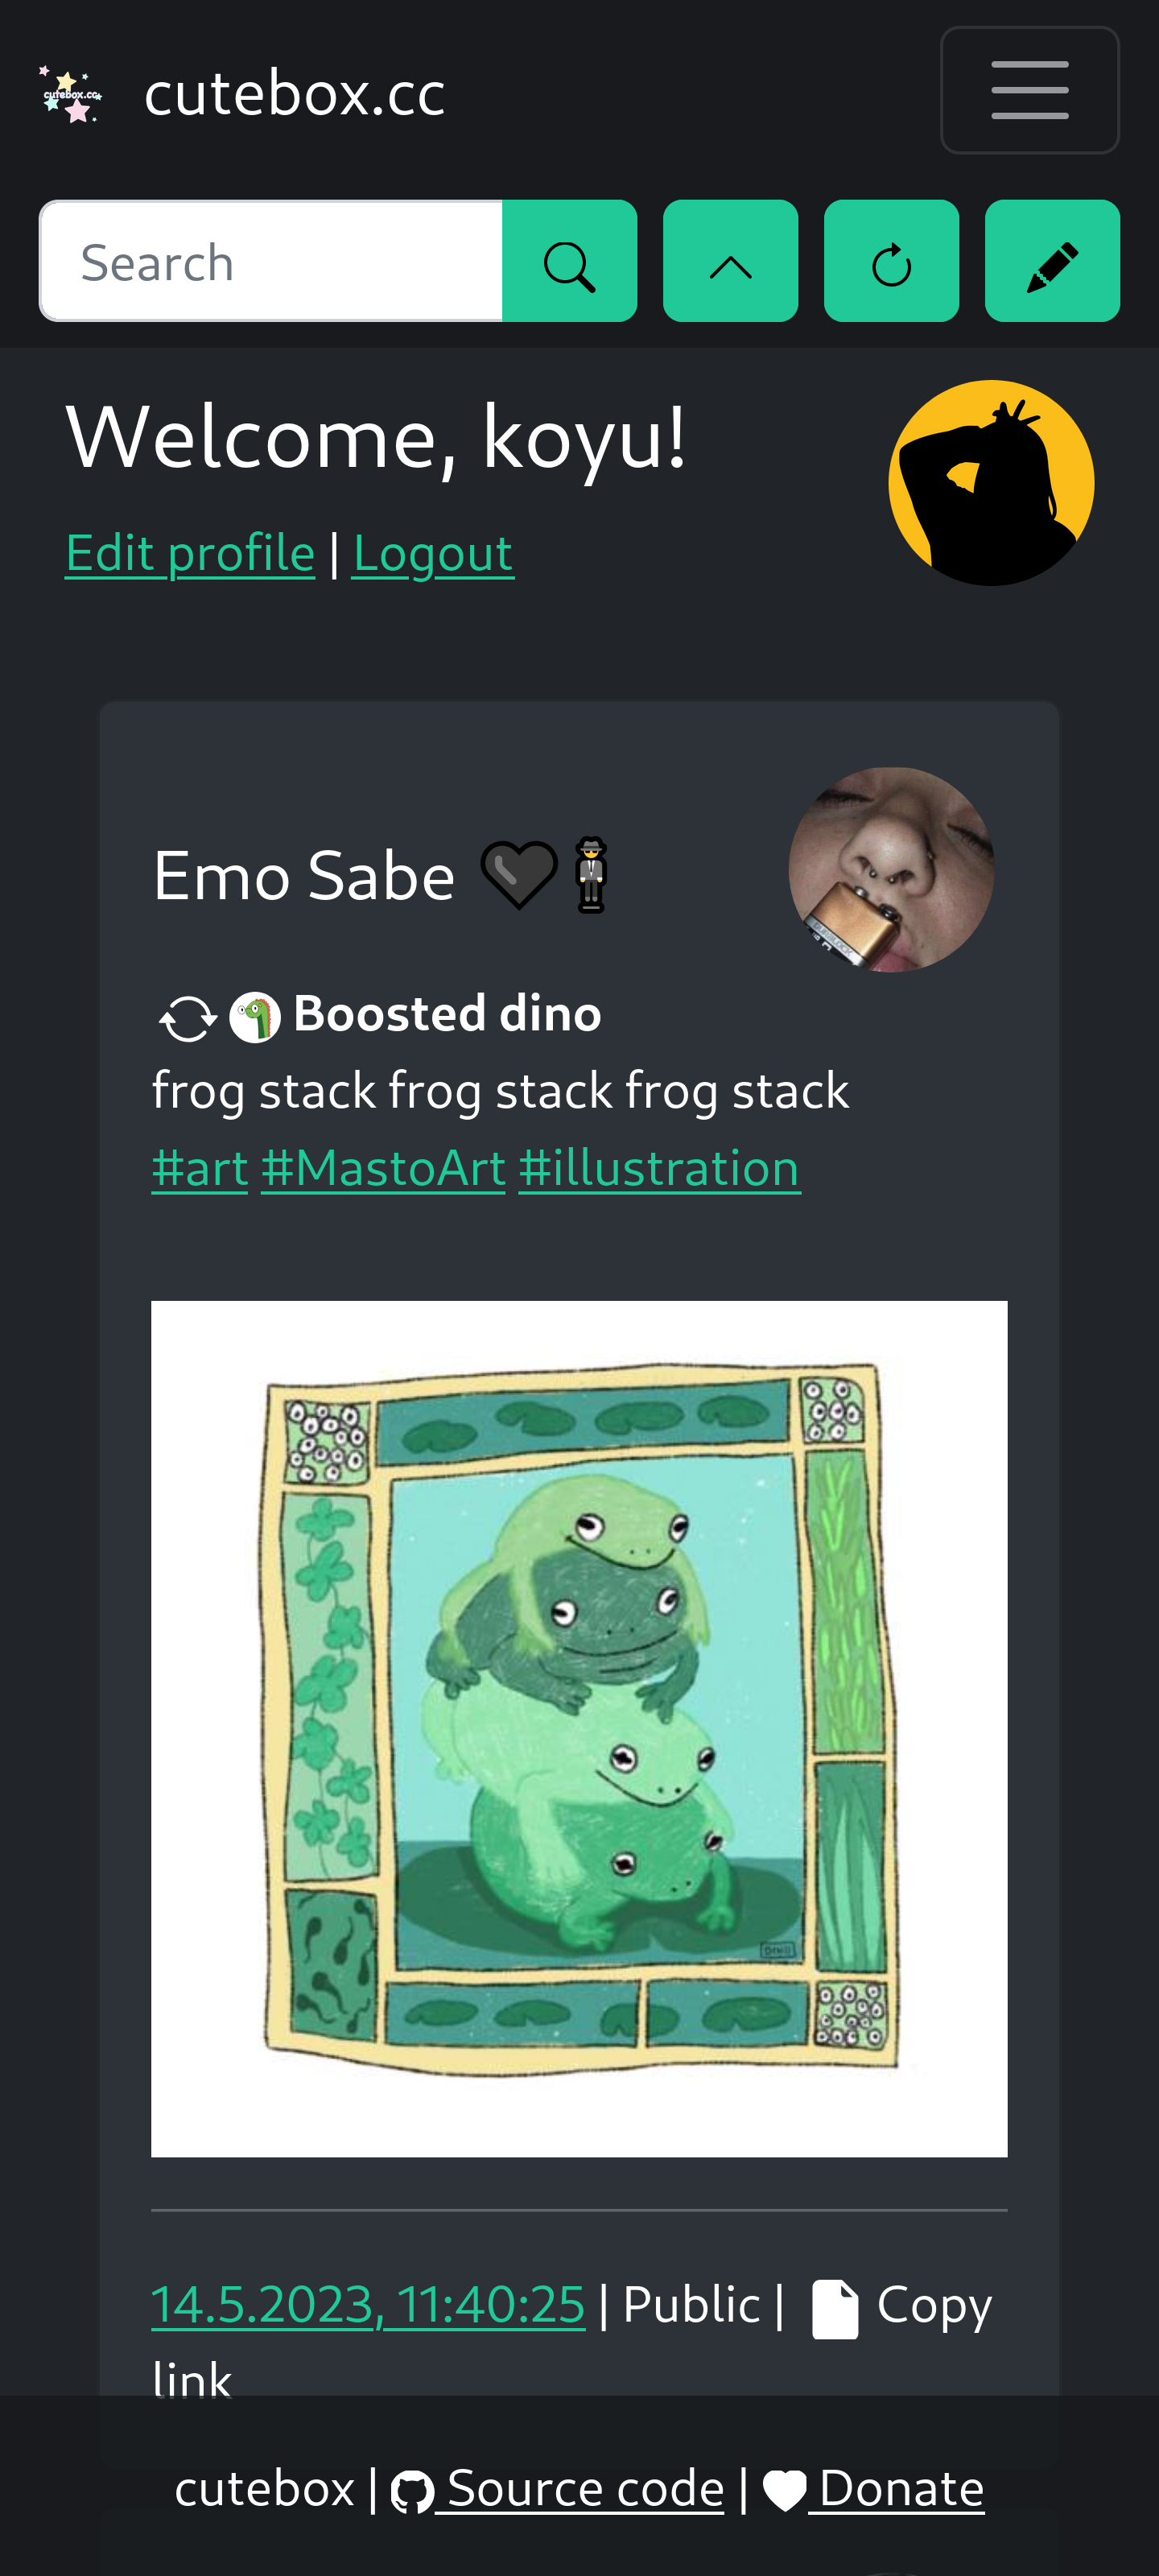 cutebox.cc
cutebox.cc
Search
Welcome, koyu!
Edit profile | Logout
Emo Sabe
Boosted dino
frog stack frog stack frog stack
#art #MastoArt #illustration
14.5.2023, 11:40:25 | Public | Copy
link
cutebox | Source code | Donate